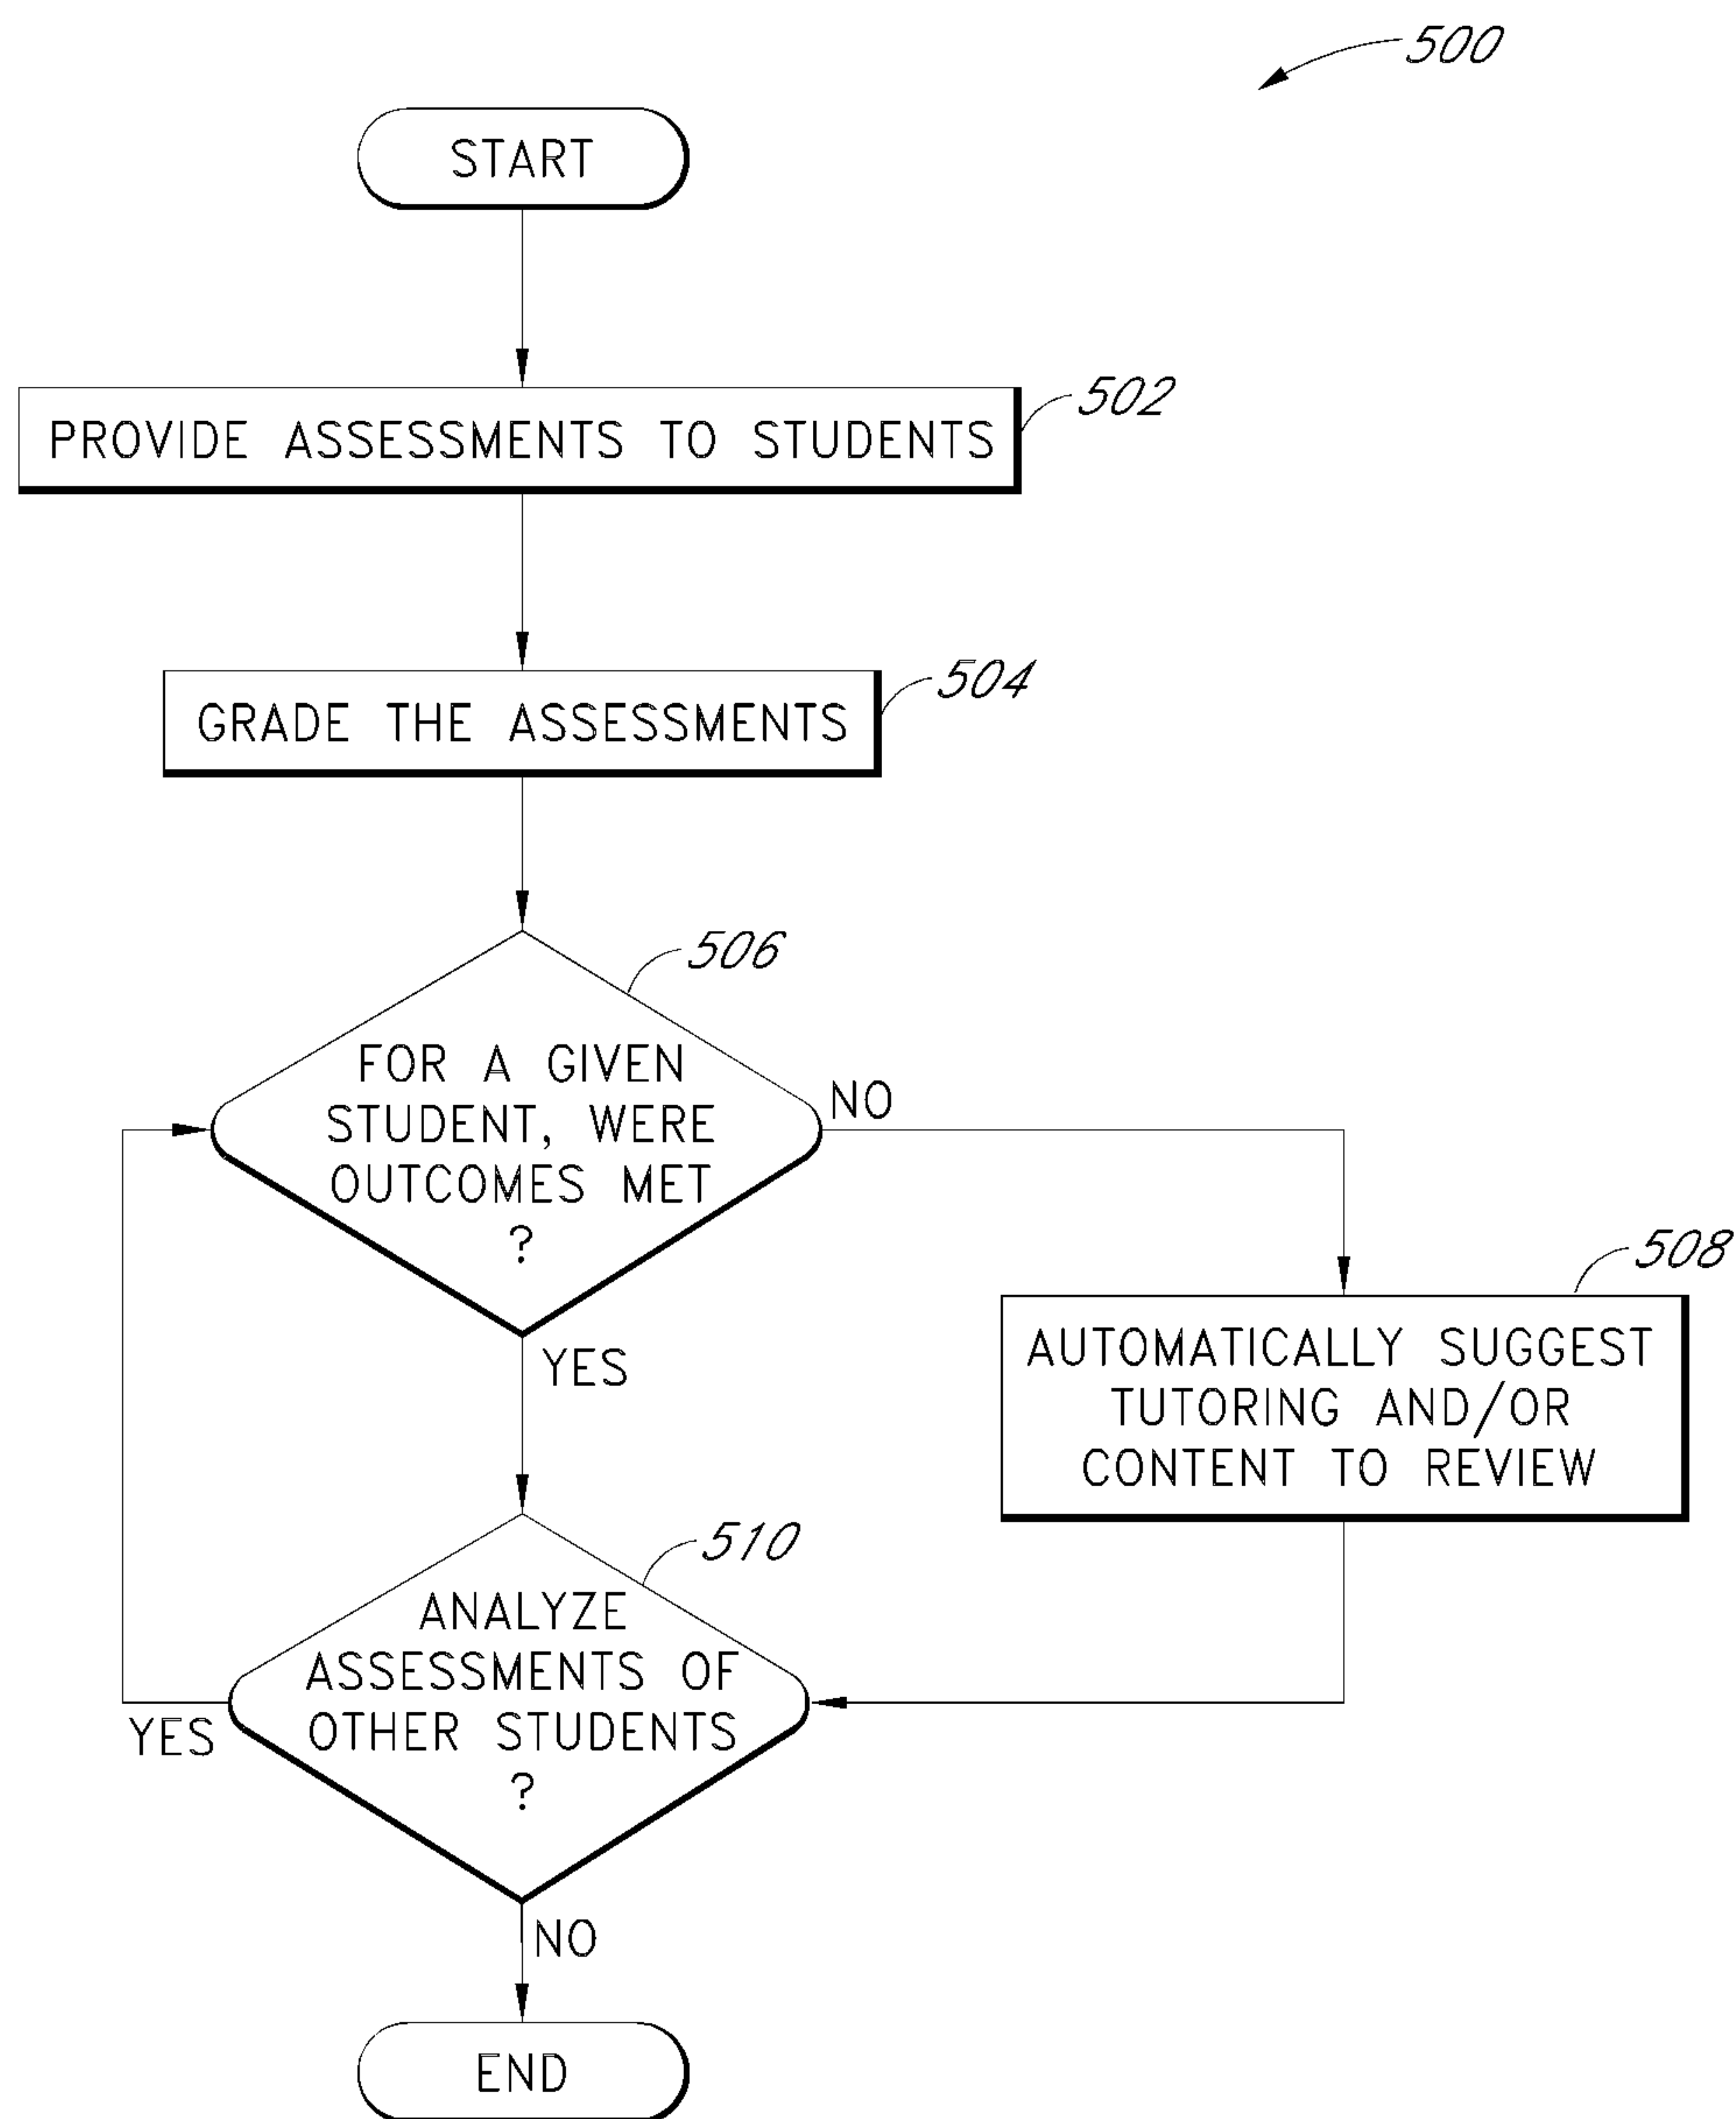 500
START
PROVIDE ASSESSMENTS TO STUDENTS
502
GRADE THE ASSESSMENTS
504
506
FOR A GIVEN
STUDENT, WERE
OUTCOMES MET
?
NO
YES
508
AUTOMATICALLY SUGGEST
TUTORING AND/OR
CONTENT TO REVIEW
510
ANALYZE
ASSESSMENTS OF
OTHER STUDENTS
?
YES
NO
END